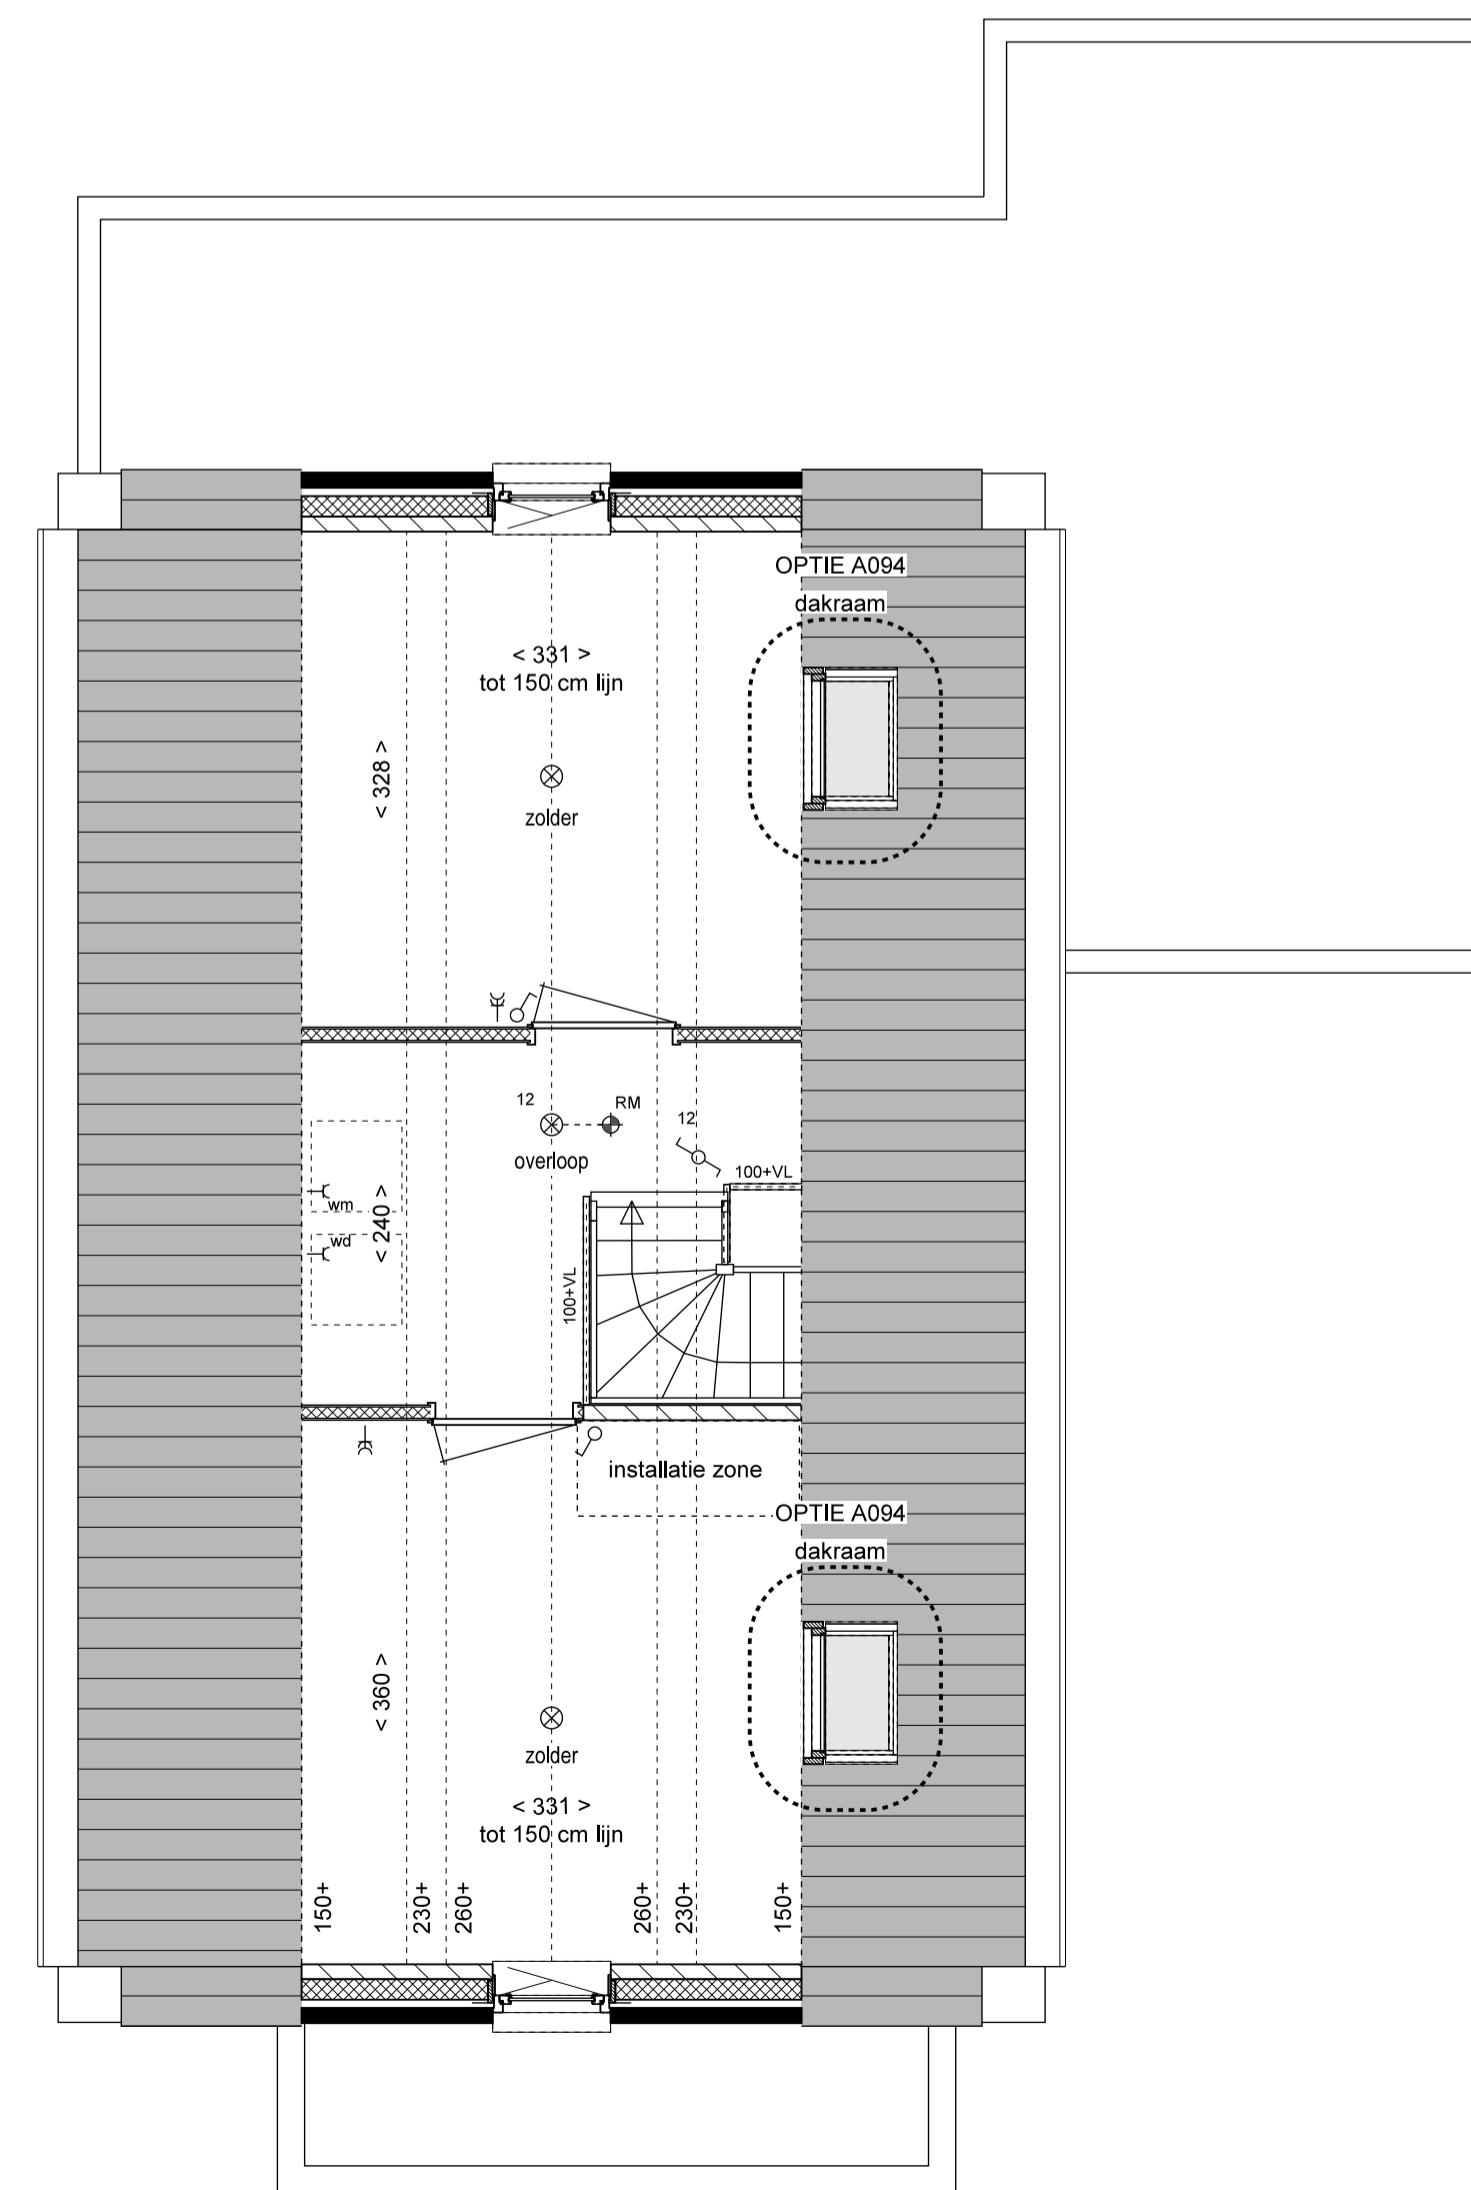 OPTIE A094
dakraam
< 331 >
tot 150 cm lijn
< 328 >
zolder
12
RM
12
overloop
100+VL
wm
< 240 >
wd
100+VL
installatie zone
OPTIE A094
dakraam
< 360 >
zolder
< 331 >
tot 150 cm lijn
150+
230+
260+
260+
230+
150+